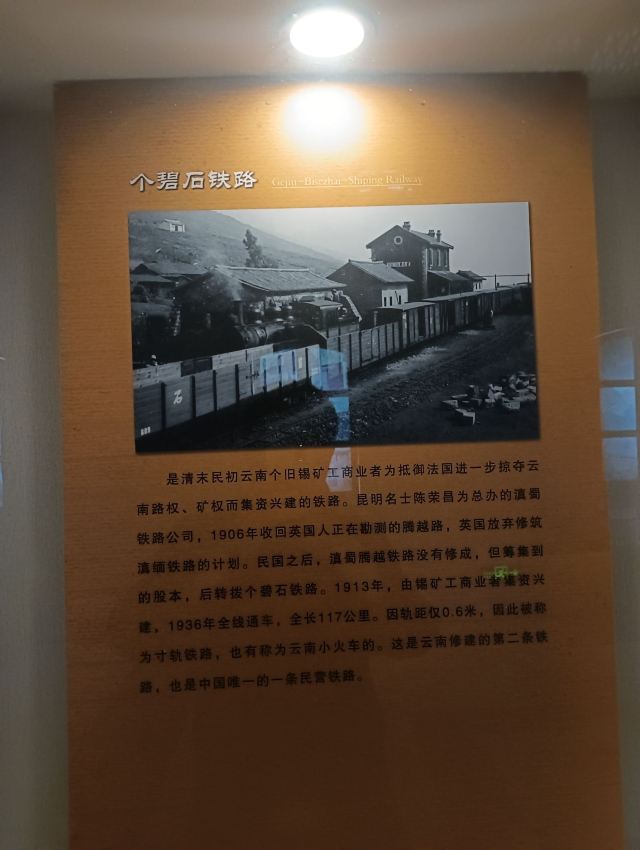 个碧石铁路 Gejiu-Bisezhai-Shiping Railway
石
是清末民初云南个旧锡矿工商业者为抵御法国进一步掠夺云
南路权、矿权而集资兴建的铁路。昆明名士陈荣昌为总办的滇蜀
铁路公司，1906年收回英国人正在勘测的腾越路，英国放弃修筑
滇缅铁路的计划。民国之后，滇蜀腾越铁路没有修成，但筹集到
的股本，后转拨个碧石铁路。1913年，由锡矿工商业者集资兴
建，1936年全线通车，全长117公里。因轨距仅0.6米，因此被称
为寸轨铁路，也有称为云南小火车的。这是云南修建的第二条铁
路，也是中国唯一的一条民营铁路。